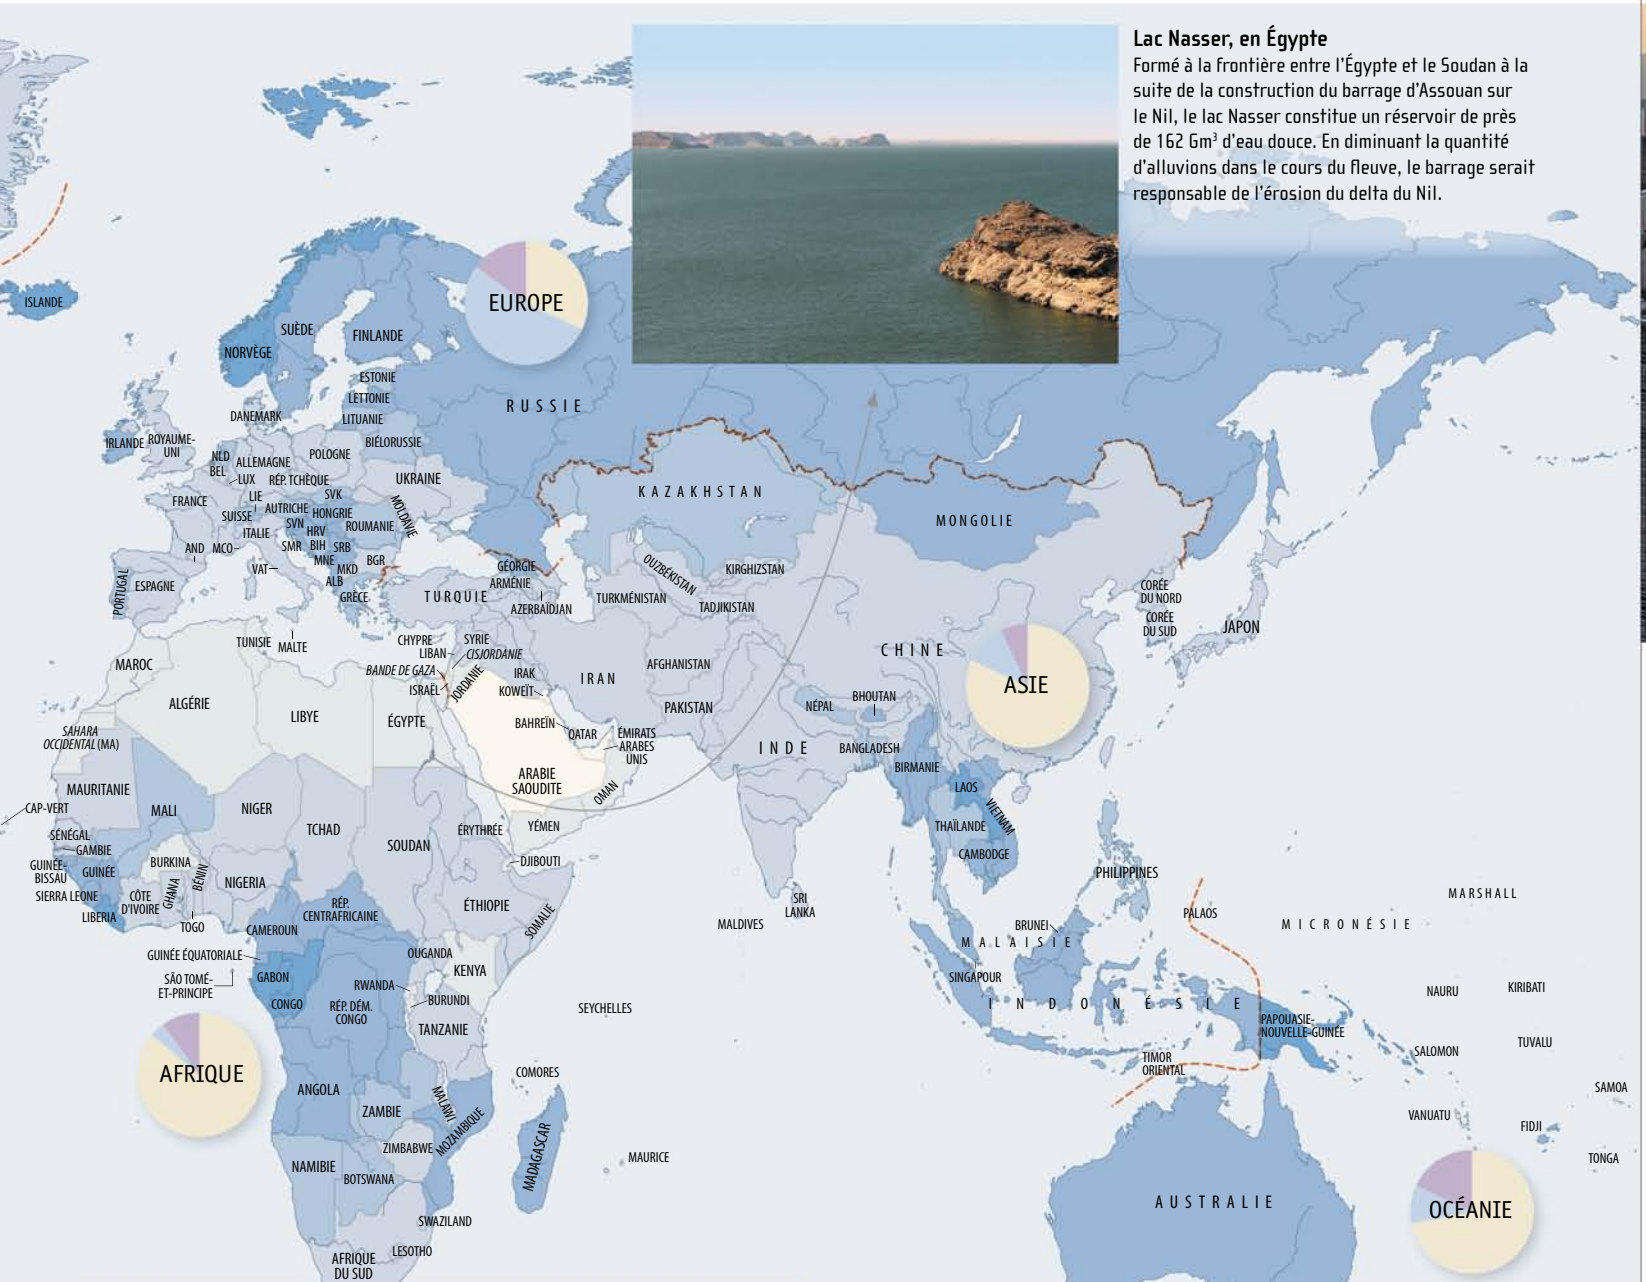 Lac Nasser, en Égypte
Formé à la frontière entre l'Égypte et le Soudan à la
suite de la construction du barrage d'Assouan sur
le Nil, le lac Nasser constitue un réservoir de près
de 162 Gm³ d'eau douce. En diminuant la quantité
d'alluvions dans le cours du fleuve, le barrage serait
responsable de l'érosion du delta du Nil.
ISLANDE
EUROPE
SUÈDE
FINLANDE
NORVÈGE
ESTONIE
LETTONIE
RUSSIE
DANEMARK
LITUANIE
IRLANDE
ROYAUME-
UNI
BIÉLORUSSIE
NLD
BEL
ALLEMAGNE
POLOGNE
LUX
RÉP. TCHÈQUE
UKRAINE
FRANCE
LIE
SVK
SUISSE
AUTRICHE
HONGRIE
MOLDAVIE
KAZAKHSTAN
MONGOLIE
ITALIE
SVN
HRV
ROUMANIE
AND
MCO
SMR
BIH
SRB
MNE
BGR
VAT
MKD
ALB
GÉORGIE
OUZBÉKISTAN
KIRGHIZSTAN
PORTUGAL
ESPAGNE
GRÈCE
TURQUIE
ARMÉNIE
AZERBAÏDJAN
TURKMÉNISTAN
TADJIKISTAN
CORÉE
DU NORD
CORÉE
DU SUD
JAPON
TUNISIE
MALTE
CHYPRE
SYRIE
LIBAN
CISJORDANIE
CHINE
MAROC
BANDE DE GAZA
IRAK
IRAN
AFGHANISTAN
ASIE
ISRAËL
JORDANIE
KOWEÏT
ALGÉRIE
LIBYE
ÉGYPTE
PAKISTAN
NÉPAL
BHOUTAN
SAHARA
OCCIDENTAL (MA)
BAHREÏN
QATAR
ÉMIRATS
ARABES
UNIS
INDE
BANGLADESH
BIRMANIE
ARABIE
SAOUDITE
OMAN
LAOS
MAURITANIE
CAP-VERT
MALI
NIGER
TCHAD
SOUDAN
ÉRYTHRÉE
YÉMEN
THAÏLANDE
VIETNAM
SÉNÉGAL
GAMBIE
BURKINA
DJIBOUTI
CAMBODGE
GUINÉE-
BISSAU
GUINÉE
BÉNIN
NIGERIA
PHILIPPINES
SIERRA LEONE
CÔTE
D'IVOIRE
GHANA
RÉP.
CENTRAFRICAINE
ÉTHIOPIE
SOMALIE
SRI
LANKA
MARSHALL
LIBERIA
TOGO
CAMEROUN
MALDIVES
BRUNEI
PALAOS
MICRONÉSIE
GUINÉE ÉQUATORIALE
OUGANDA
MALAISIE
SÃO TOMÉ-
ET-PRINCIPE
GABON
KENYA
SINGAPOUR
RWANDA
CONGO
RÉP. DÉM.
CONGO
BURUNDI
SEYCHELLES
INDONÉSIE
NAURU
KIRIBATI
TANZANIE
PAPOUASIE-
NOUVELLE-GUINÉE
AFRIQUE
COMORES
TIMOR
ORIENTAL
SALOMON
TUVALU
ANGOLA
ZAMBIE
MALAWI
MOZAMBIQUE
SAMOA
VANUATU
FIDJI
ZIMBABWE
MADAGASCAR
MAURICE
TONGA
NAMIBIE
BOTSWANA
AUSTRALIE
OCÉANIE
SWAZILAND
AFRIQUE
DU SUD
LESOTHO